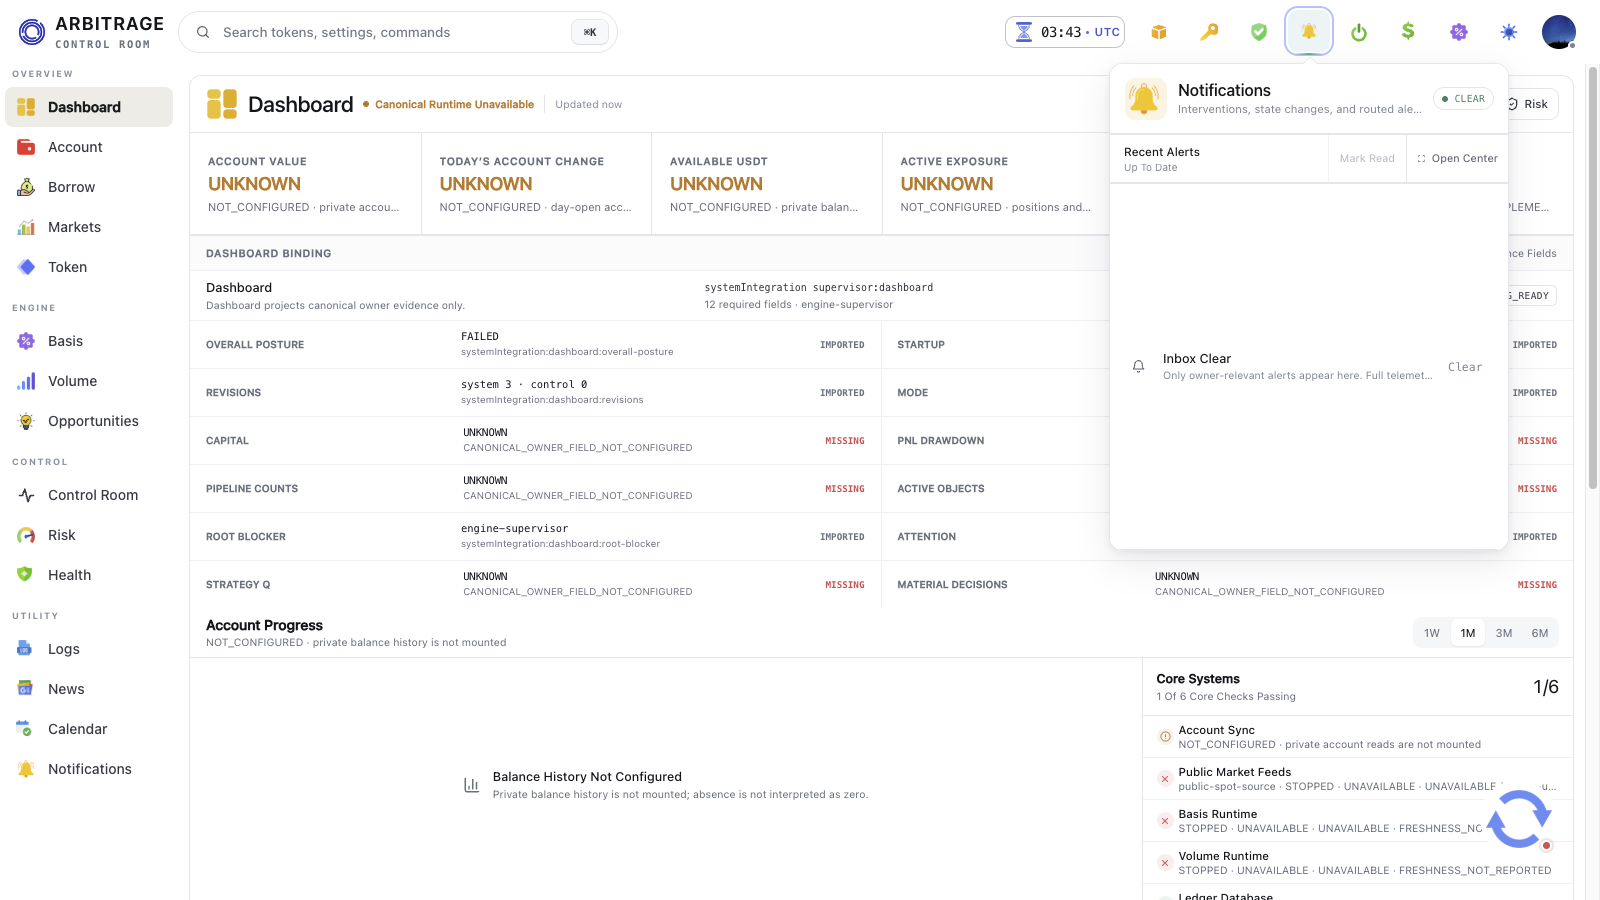 ARBITRAGE
CONTROL ROOM
Search tokens, settings, commands
⌘K
03:43 • UTC
OVERVIEW
Dashboard
Account
Borrow
Markets
Token
ENGINE
Basis
Volume
Opportunities
CONTROL
Control Room
Risk
Health
UTILITY
Logs
News
Calendar
Notifications
Dashboard
Canonical Runtime Unavailable
Updated now
Risk
ACCOUNT VALUE
UNKNOWN
NOT_CONFIGURED · private accou...
TODAY'S ACCOUNT CHANGE
UNKNOWN
NOT_CONFIGURED · day-open acc...
AVAILABLE USDT
UNKNOWN
NOT_CONFIGURED · private balan...
ACTIVE EXPOSURE
UNKNOWN
NOT_CONFIGURED · positions and...
PLEME...
DASHBOARD BINDING
nce Fields
Dashboard
Dashboard projects canonical owner evidence only.
systemIntegration supervisor:dashboard
12 required fields · engine-supervisor
G_READY
OVERALL POSTURE
FAILED
systemIntegration:dashboard:overall-posture
IMPORTED
STARTUP
IMPORTED
REVISIONS
system 3 · control 0
systemIntegration:dashboard:revisions
IMPORTED
MODE
IMPORTED
CAPITAL
UNKNOWN
CANONICAL_OWNER_FIELD_NOT_CONFIGURED
MISSING
PNL DRAWDOWN
MISSING
PIPELINE COUNTS
UNKNOWN
CANONICAL_OWNER_FIELD_NOT_CONFIGURED
MISSING
ACTIVE OBJECTS
MISSING
ROOT BLOCKER
engine-supervisor
systemIntegration:dashboard:root-blocker
IMPORTED
ATTENTION
IMPORTED
STRATEGY Q
UNKNOWN
CANONICAL_OWNER_FIELD_NOT_CONFIGURED
MISSING
MATERIAL DECISIONS
UNKNOWN
CANONICAL_OWNER_FIELD_NOT_CONFIGURED
MISSING
Notifications
Interventions, state changes, and routed ale...
CLEAR
Recent Alerts
Up To Date
Mark Read
Open Center
Inbox Clear
Only owner-relevant alerts appear here. Full telemet...
Clear
Account Progress
NOT_CONFIGURED · private balance history is not mounted
1W
1M
3M
6M
Balance History Not Configured
Private balance history is not mounted; absence is not interpreted as zero.
Core Systems
1 Of 6 Core Checks Passing
1/6
Account Sync
NOT_CONFIGURED · private account reads are not mounted
Public Market Feeds
public-spot-source · STOPPED · UNAVAILABLE · UNAVAILABLE
Basis Runtime
STOPPED · UNAVAILABLE · UNAVAILABLE · FRESHNESS_NO
Volume Runtime
STOPPED · UNAVAILABLE · UNAVAILABLE · FRESHNESS_NOT_REPORTED
Ledger Database